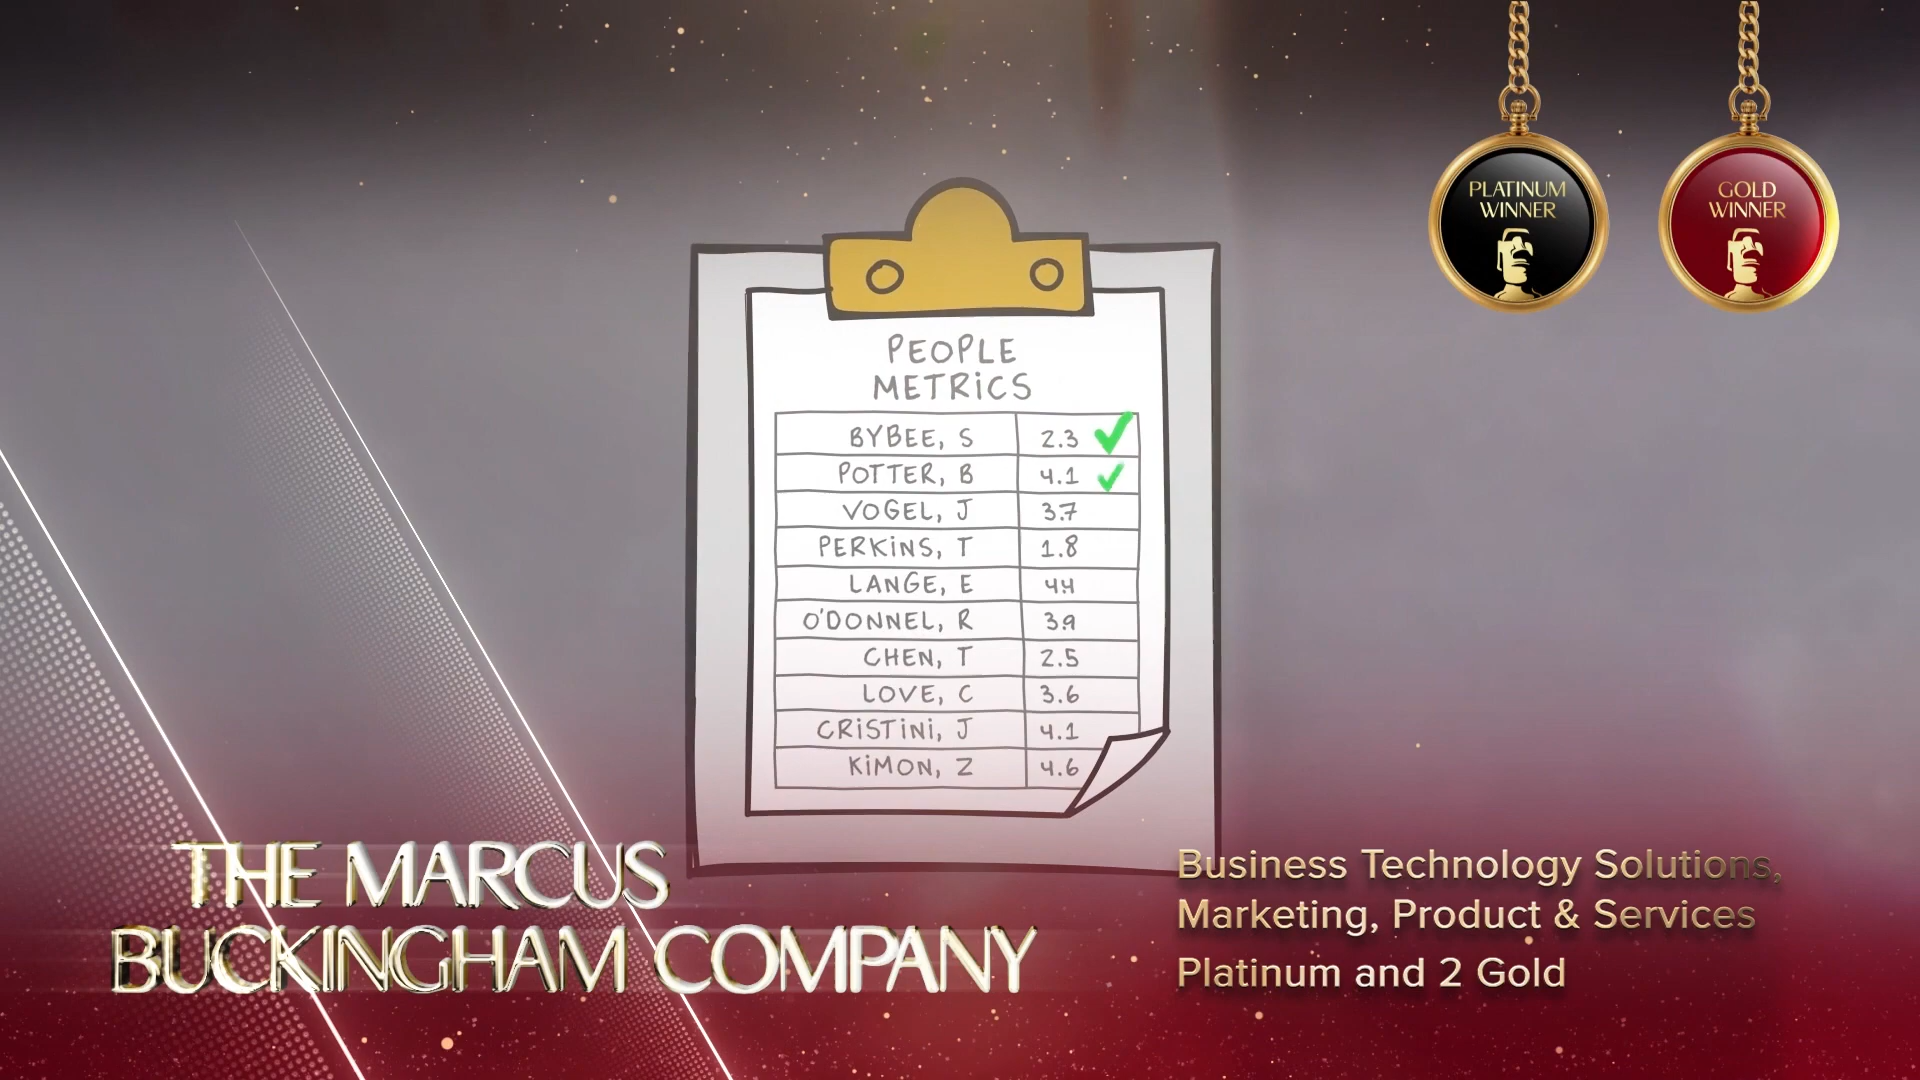 PLATINUM
WINNER
GOLD
WINNER
PEOPLE
METRiCS
BYBEE, S 2.3
POTTER, B 4.1
VOGEL, J 3.7
PERKiNS, T 1.8
LANGE, E 4.4
O'DONNEL, R 3.9
CHEN, T 2.5
LOVE, C 3.6
CRiSTiNi, J 4.1
KiMON, Z 4.6
THE MARCUS
BUCKINGHAM COMPANY
Business Technology Solutions,
Marketing, Product & Services
Platinum and 2 Gold